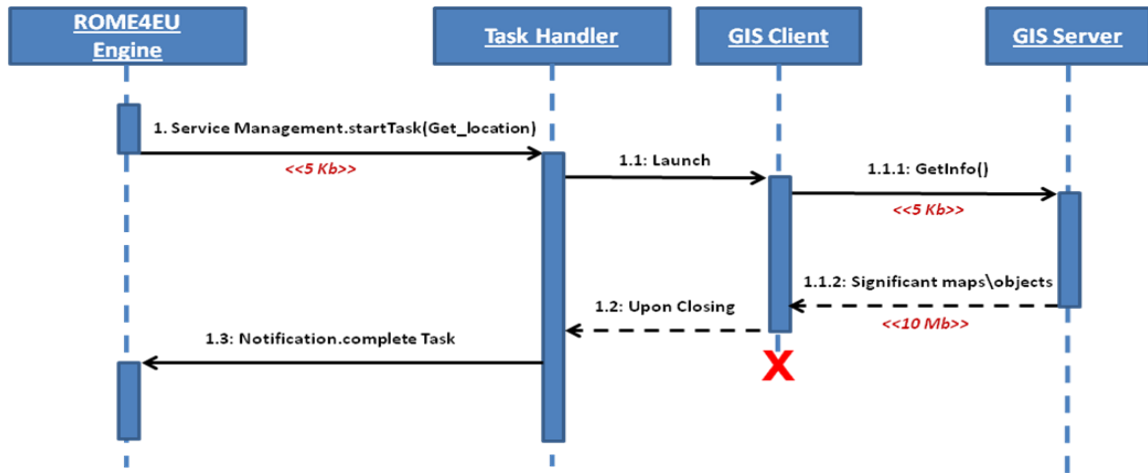 ROME4EU
Engine
Task Handler
GIS Client
GIS Server
1. Service Management.startTask(Get_location)
<<5 Kb>>
1.1: Launch
1.1.1: GetInfo()
<<5 Kb>>
1.1.2: Significant maps\objects
<<10 Mb>>
1.2: Upon Closing
1.3: Notification.complete Task
X